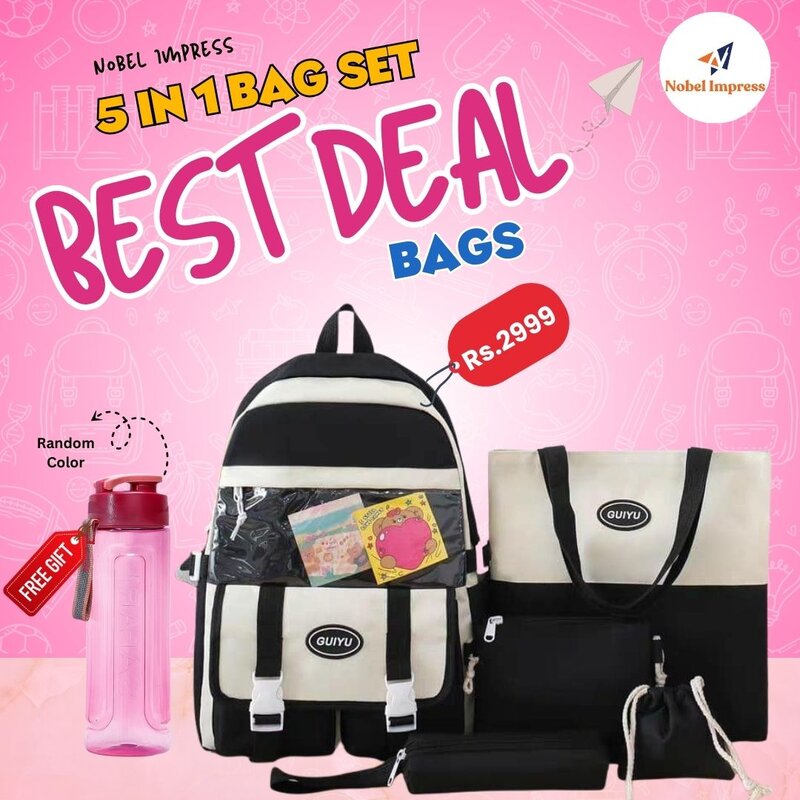 NOBEL IMPRESS
5 IN 1 BAG SET
BEST DEAL
BAGS
Nobel Impress
Rs.2999
Random
Color
FREE GIFT
GUIYU
GUIYU